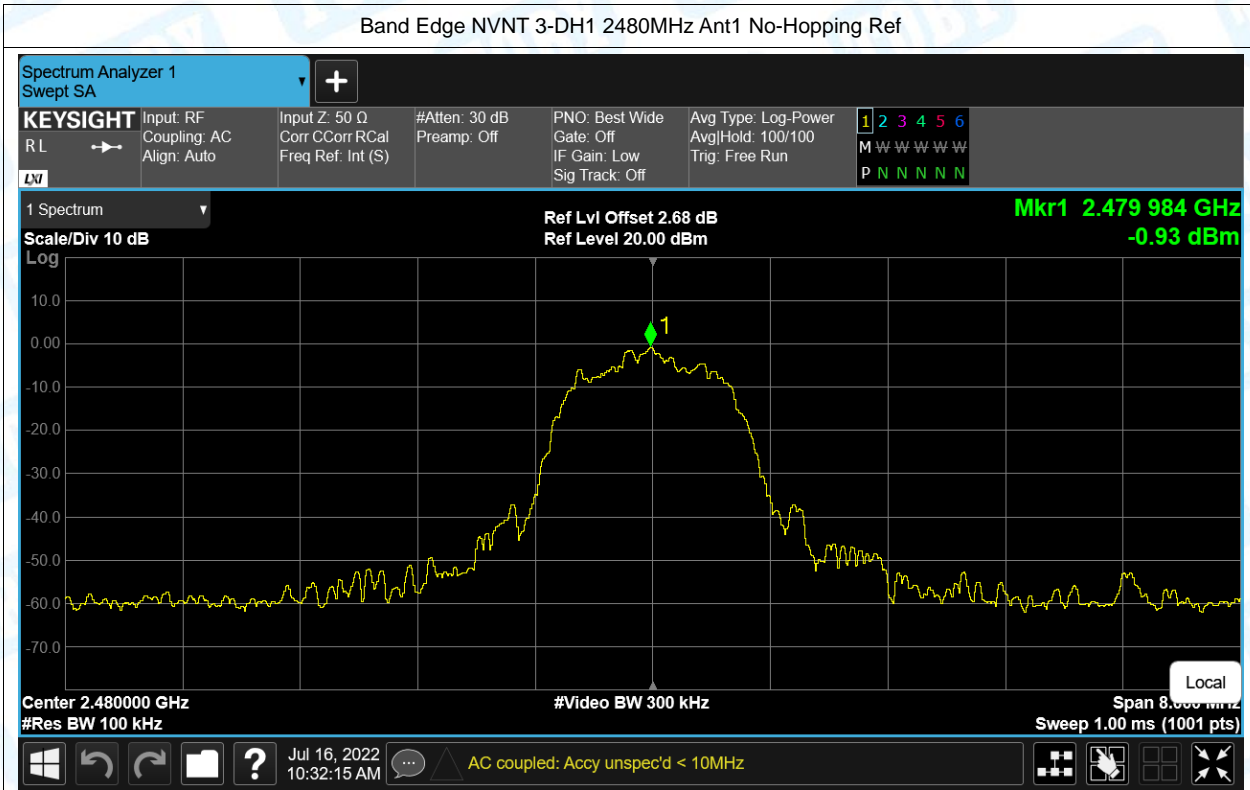 Band Edge NVNT 3-DH1 2480MHz Ant1 No-Hopping Ref
Spectrum Analyzer 1
Swept SA
KEYSIGHT
RL
LXI
Input: RF
Coupling: AC
Align: Auto
Input Z: 50 Ω
Corr CCorr RCal
Freq Ref: Int (S)
#Atten: 30 dB
Preamp: Off
PNO: Best Wide
Gate: Off
IF Gain: Low
Sig Track: Off
Avg Type: Log-Power
Avg|Hold: 100/100
Trig: Free Run
1 2 3 4 5 6
M W W W W W
P N N N N N
1 Spectrum
Scale/Div 10 dB
Log
Ref Lvl Offset 2.68 dB
Ref Level 20.00 dBm
Mkr1 2.479 984 GHz
-0.93 dBm
10.0
0.00
-10.0
-20.0
-30.0
-40.0
-50.0
-60.0
-70.0
1
Local
Center 2.480000 GHz
#Video BW 300 kHz
Span 8.000 MHz
#Res BW 100 kHz
Sweep 1.00 ms (1001 pts)
?
Jul 16, 2022
10:32:15 AM
AC coupled: Accy unspec'd < 10MHz